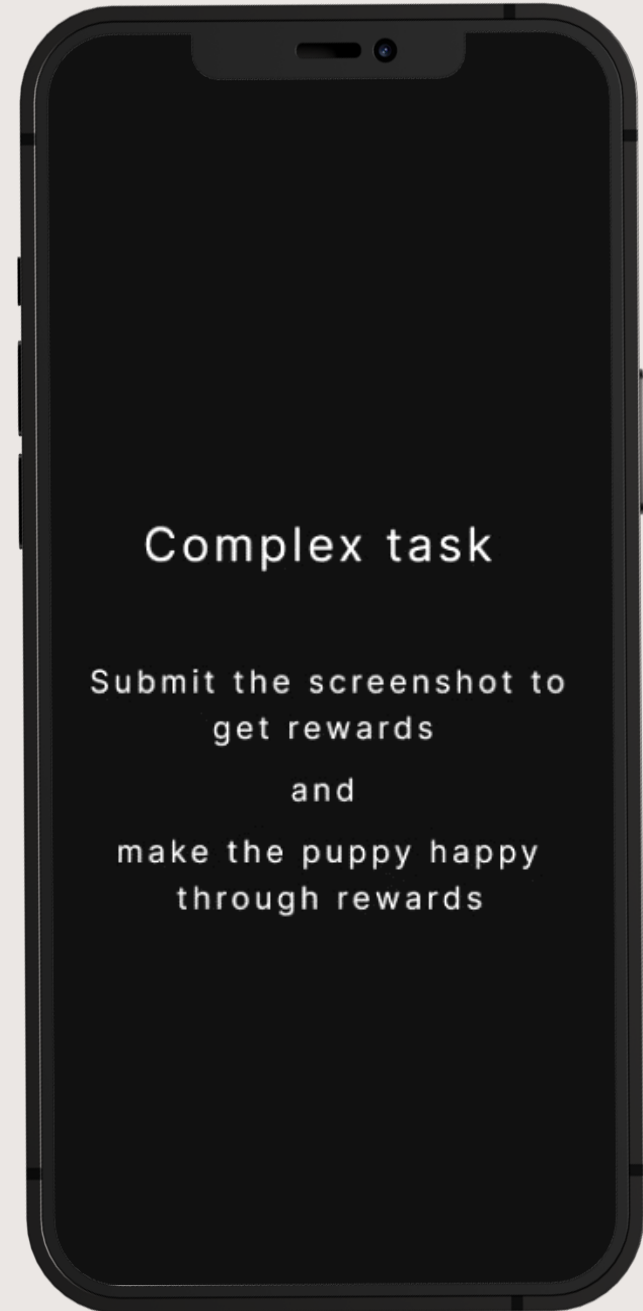 Complex task
Submit the screenshot to
get rewards
and
make the puppy happy
through rewards